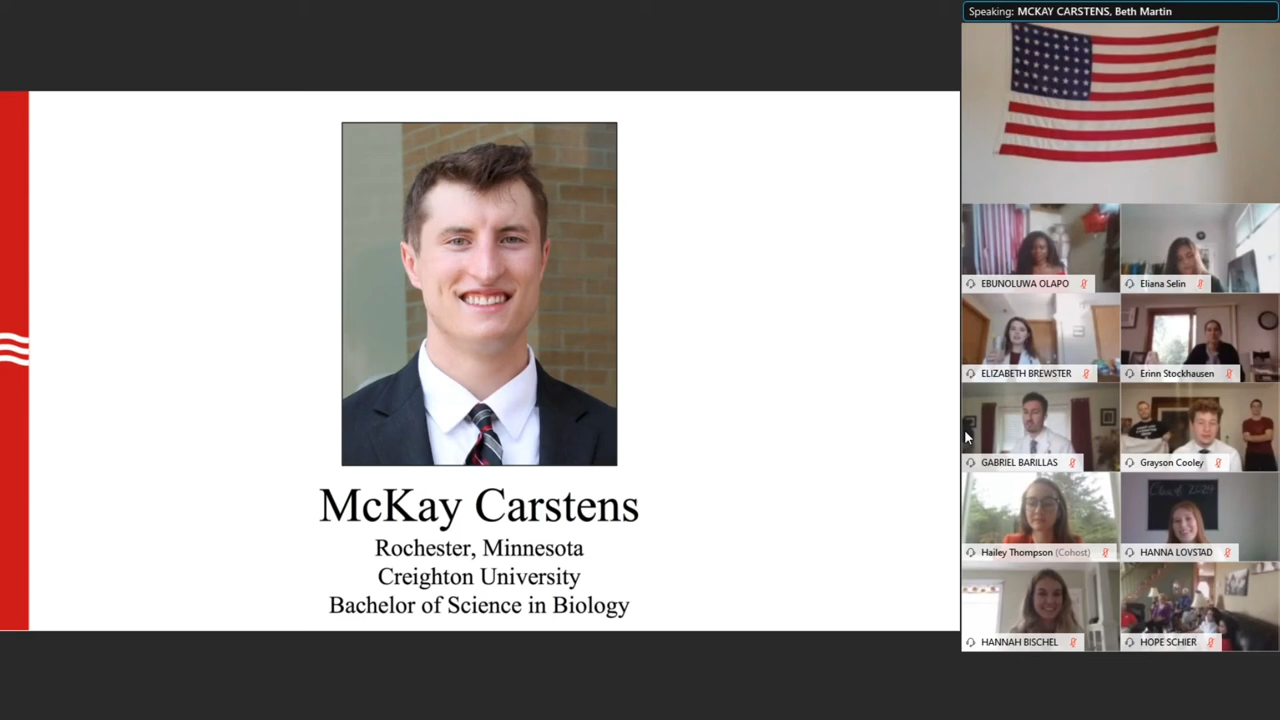 Speaking: MCKAY CARSTENS, Beth Martin
McKay Carstens
Rochester, Minnesota
Creighton University
Bachelor of Science in Biology
EBUNOLUWA OLAPO
Eliana Selin
ELIZABETH BREWSTER
Erinn Stockhausen
GABRIEL BARILLAS
Grayson Cooley
Hailey Thompson (Cohost)
HANNA LOVSTAD
HANNAH BISCHEL
HOPE SCHIER